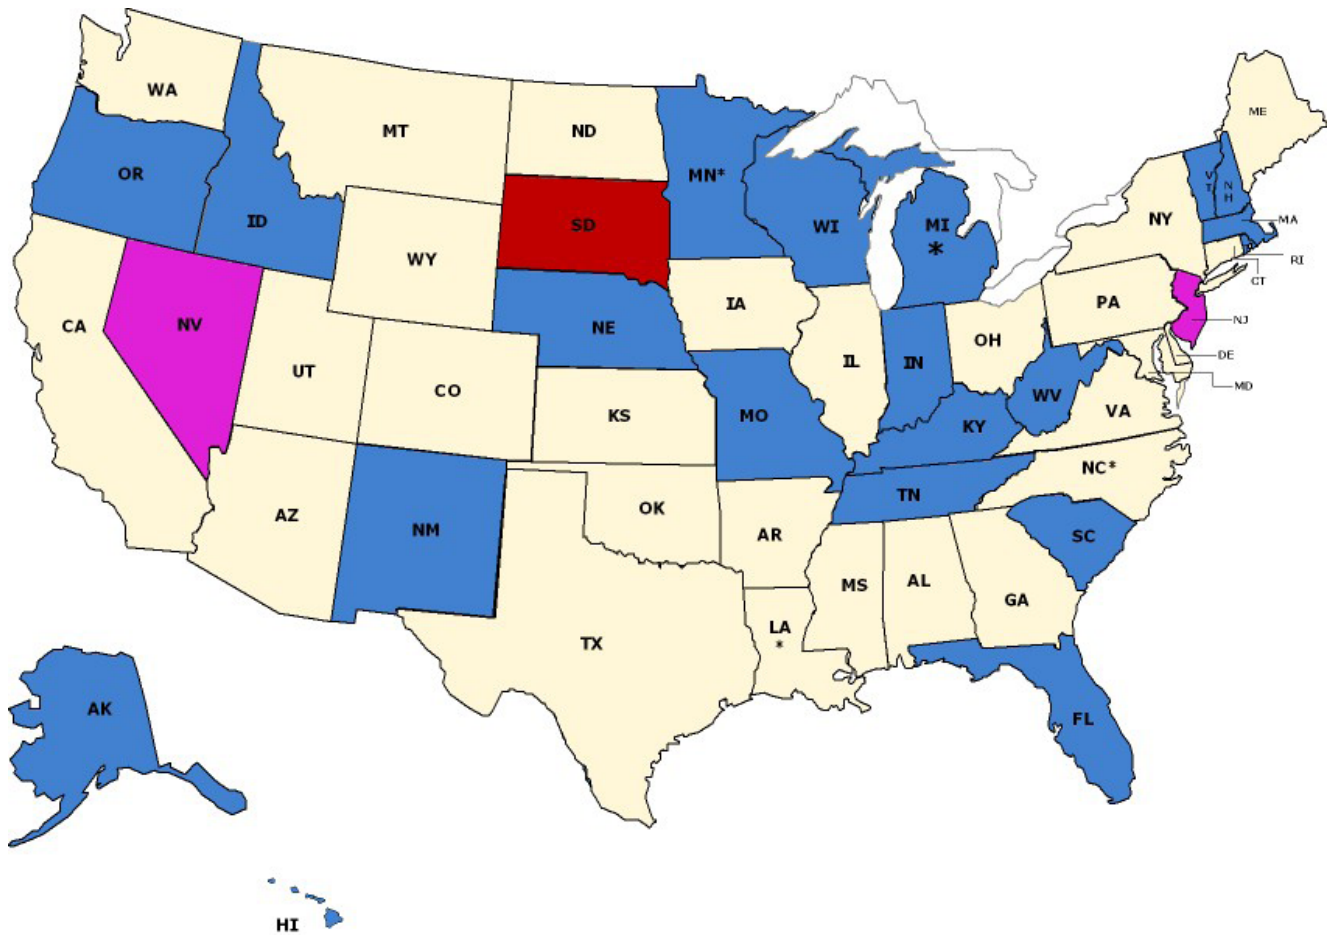 WA
MT
ND
ME
OR
MN*
VT
NH
ID
SD
WI
MI
*
NY
MA
WY
RI
CT
CA
NV
IA
PA
NE
NJ
OH
UT
CO
IL
IN
DE
MD
KS
MO
WV
VA
KY
NC*
TN
AZ
NM
OK
AR
SC
MS
AL
GA
TX
LA
*
AK
FL
HI